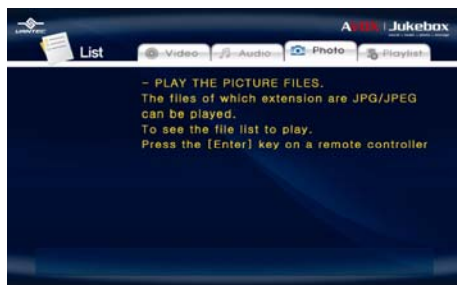 VANTEC
Jukebox
List
Video
Audio
Photo
Playlist
- PLAY THE PICTURE FILES.
The files of which extension are JPG/JPEG
can be played.
To see the file list to play.
Press the [Enter] key on a remote controller